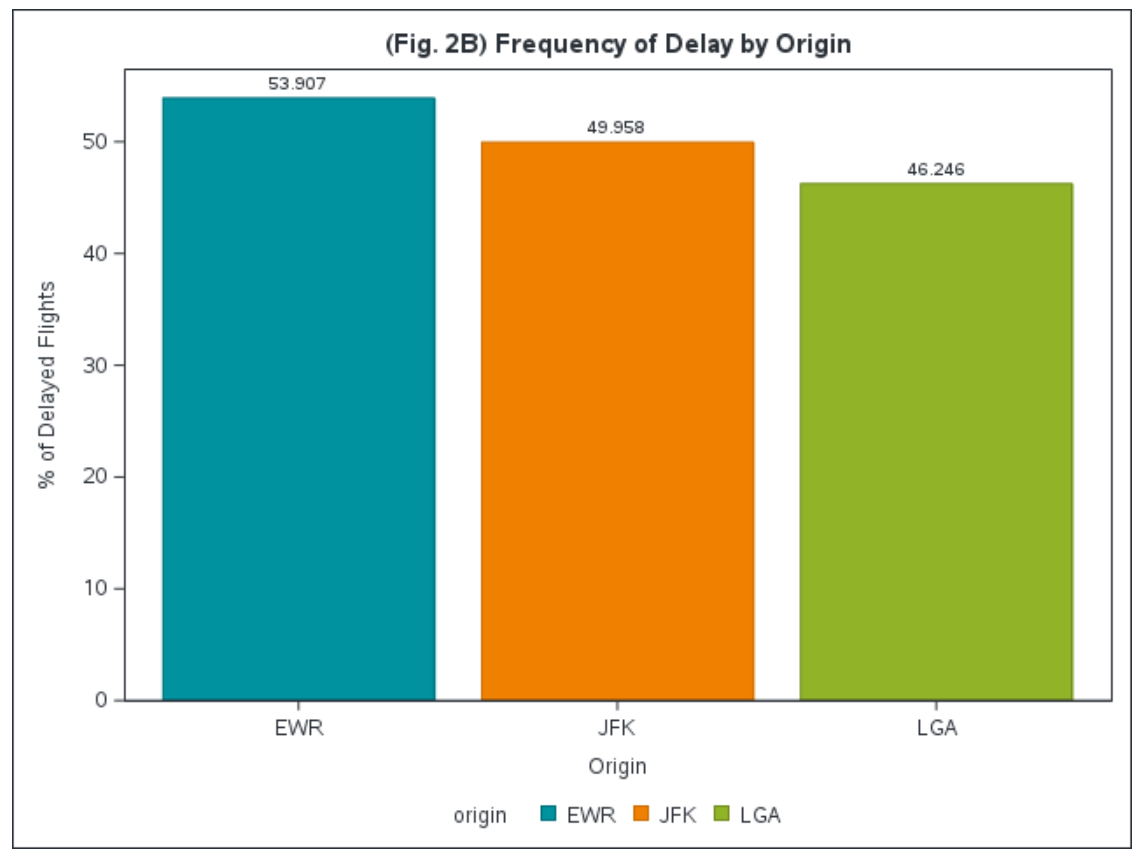 (Fig. 2B) Frequency of Delay by Origin
53.907
49.958
46.246
50
40
30
20
10
0
% of Delayed Flights
EWR JFK LGA
Origin
origin EWR JFK LGA